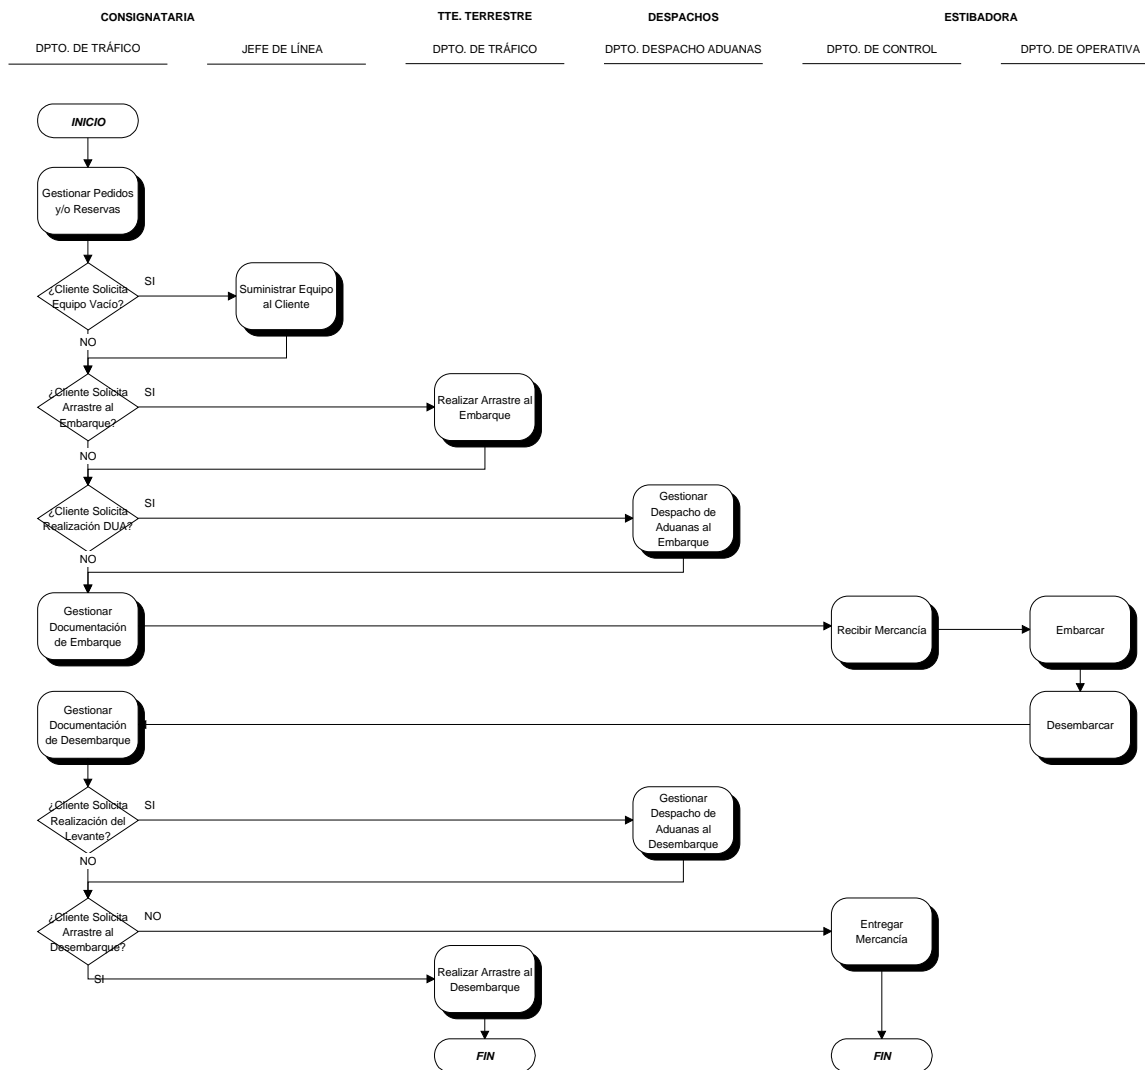 CONSIGNATARIA
TTE. TERRESTRE
DESPACHOS
ESTIBADORA
DPTO. DE TRÁFICO
JEFE DE LÍNEA
DPTO. DE TRÁFICO
DPTO. DESPACHO ADUANAS
DPTO. DE CONTROL
DPTO. DE OPERATIVA
INICIO
Gestionar Pedidos
y/o Reservas
¿Cliente Solicita
Equipo Vacío?
SI
NO
Suministrar Equipo
al Cliente
¿Cliente Solicita
Arrastre al
Embarque?
SI
NO
Realizar Arrastre al
Embarque
¿Cliente Solicita
Realización DUA?
SI
NO
Gestionar
Despacho de
Aduanas al
Embarque
Gestionar
Documentación
de Embarque
Recibir Mercancía
Embarcar
Gestionar
Documentación
de Desembarque
Desembarcar
¿Cliente Solicita
Realización del
Levante?
SI
NO
Gestionar
Despacho de
Aduanas al
Desembarque
¿Cliente Solicita
Arrastre al
Desembarque?
NO
SI
Entregar
Mercancía
Realizar Arrastre al
Desembarque
FIN
FIN